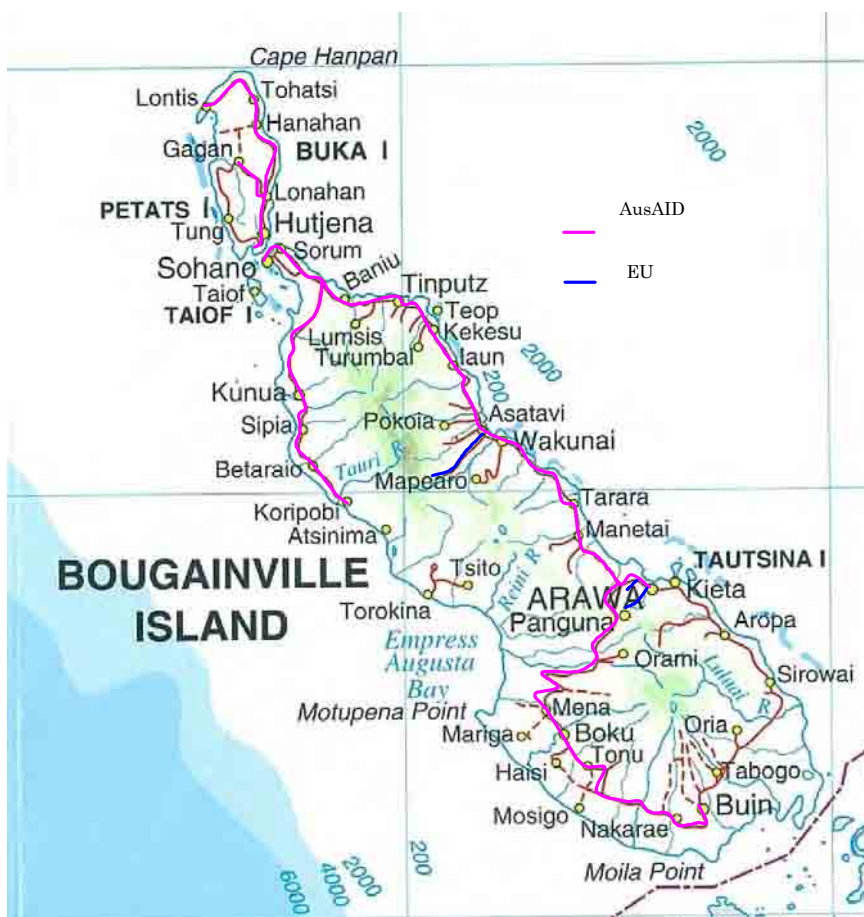 Cape Hanpan
Lontis
Tohatsi
Hanahan
Gagan
BUKA I
2000
Lonahan
PETATS I
Tung
Hutjena
AusAID
Sorum
Sohano
EU
Baniu
Tinputz
Taiof
TAIOF I
Teop
Lumsis
Kekesu
Turumbal
Iaun
2000
200
Kunua
Pokoia
Asatavi
Sipia
Wakunai
Betaraio
Tauri R
Mapearo
Koripobi
Tarara
Atsinima
Manetai
BOUGAINVILLE
ISLAND
Tsito
Reini R
TAUTSINA I
Torokina
ARAWA
Kieta
Panguna
Aropa
Empress
Augusta
Bay
Orami
Luluai R
Sirowai
Motupena Point
Mena
Mariga
Boku
Oria
Haisi
Tonu
Tabogo
Mosigo
Buin
Nakarae
Moila Point
200
2000
4000
6000